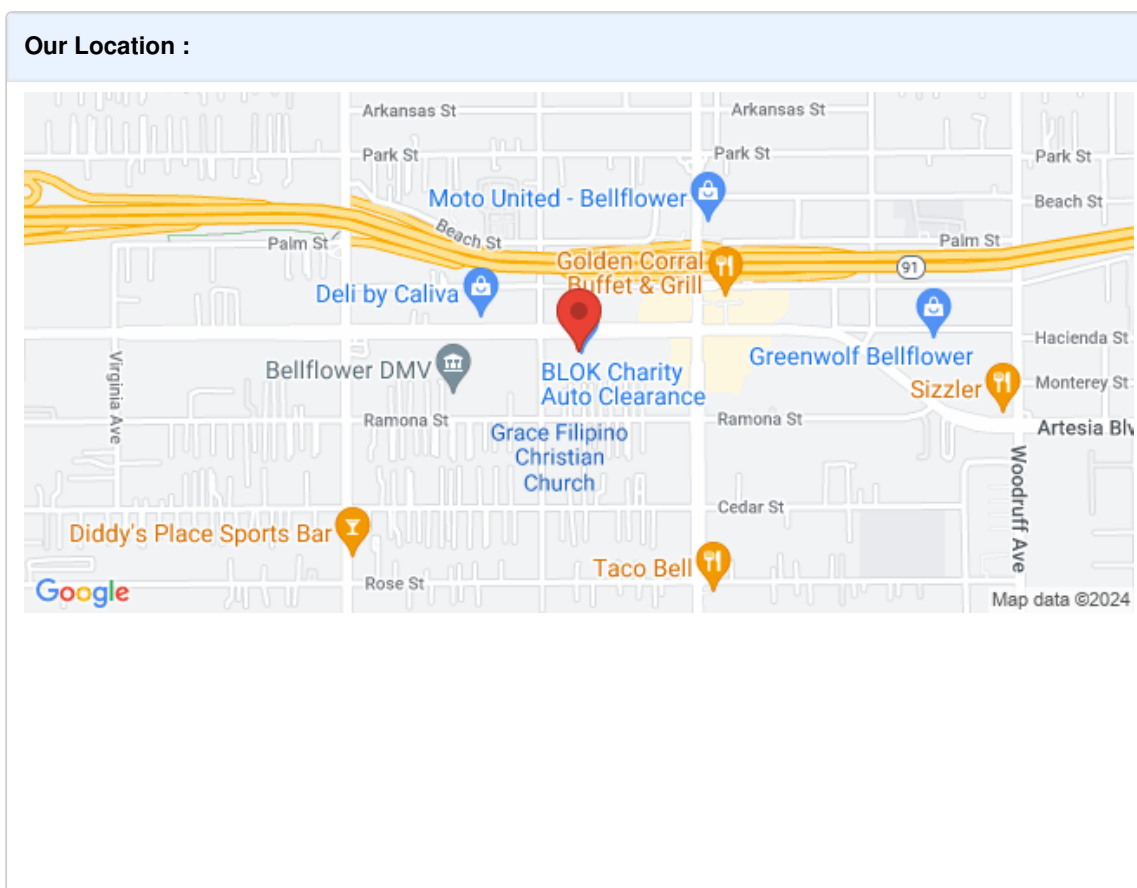 Our Location :
Arkansas St
Arkansas St
Park St
Park St
Park St
Moto United - Bellflower
Beach St
Beach St
Palm St
Palm St
Golden Corral
Buffet & Grill
91
Deli by Caliva
Hacienda St
Greenwolf Bellflower
Bellflower DMV
BLOK Charity
Auto Clearance
Sizzler
Monterey St
Virginia Ave
Ramona St
Ramona St
Artesia Blv
Grace Filipino
Christian
Church
Woodruff Ave
Cedar St
Diddy's Place Sports Bar
Taco Bell
Rose St
Google
Map data ©2024